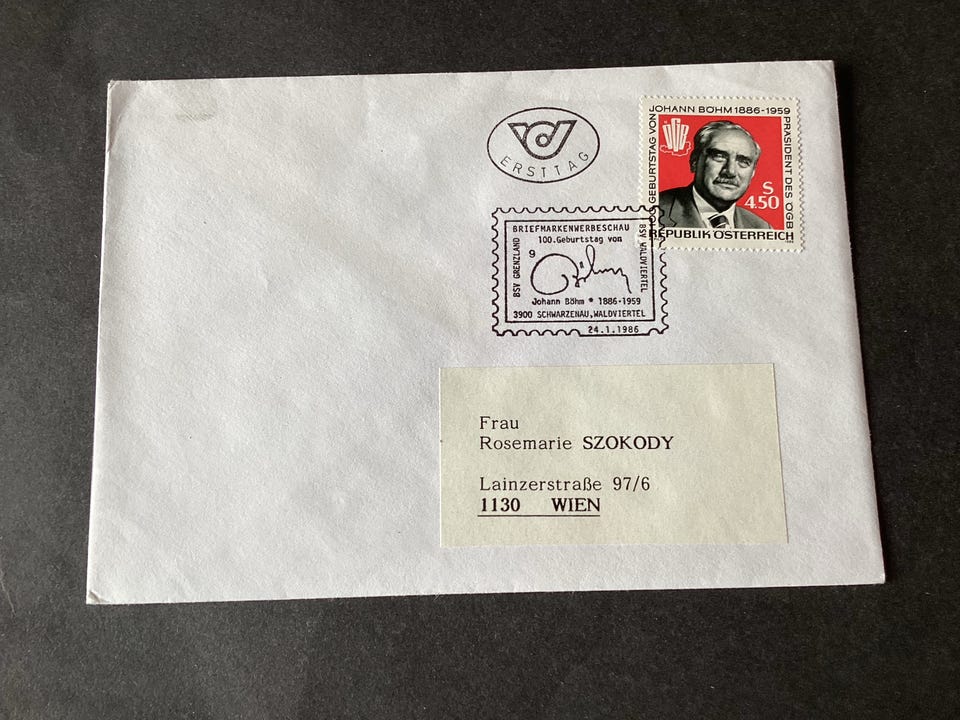 ERSTTAG
100. GEBURTSTAG VON JOHANN BÖHM 1886-1959 PRÄSIDENT DES ÖGB
ÖGB
S
4.50
REPUBLIK ÖSTERREICH
BRIEFMARKENWERBESCHAU
100.Geburtstag von
BSV GRENZLAND
BSV WALDVIERTEL
9
Böhm
Johann Böhm * 1886-1959
3900 SCHWARZENAU,WALDVIERTEL
24.1.1986
Frau
Rosemarie SZOKODY
Lainzerstraße 97/6
1130 WIEN